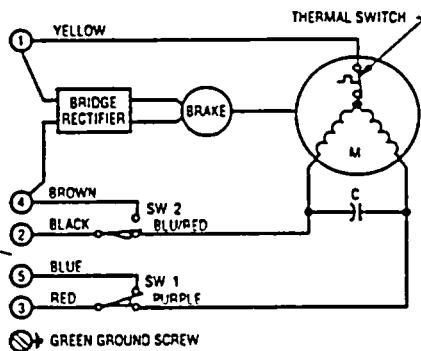 THERMAL SWITCH
1 YELLOW
BRIDGE
RECTIFIER
BRAKE
M
4 BROWN
SW 2
C
2 BLACK
BLU/RED
5 BLUE
SW 1
3 RED
PURPLE
GREEN GROUND SCREW